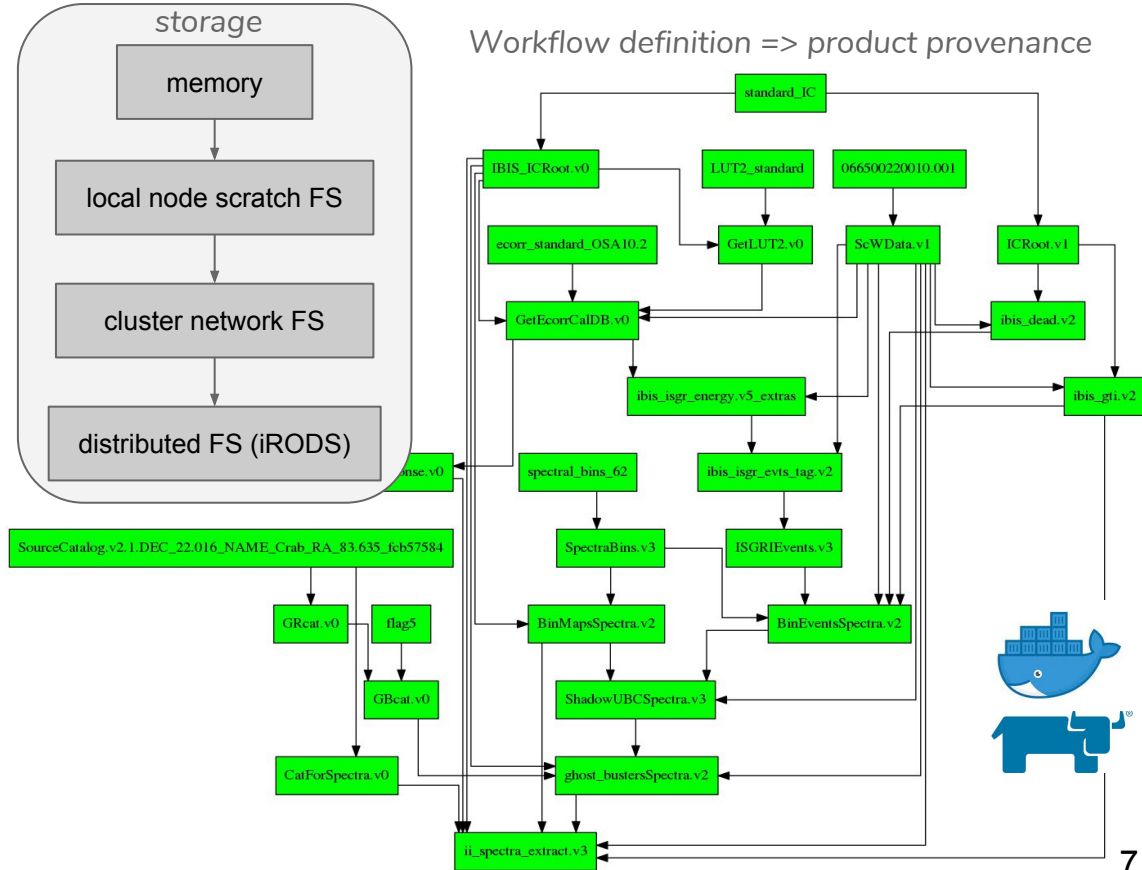 storage
memory
local node scratch FS
cluster network FS
distributed FS (iRODS)
Workflow definition => product provenance
standard_IC
IBIS_ICRoot.v0
LUT2_standard
066500220010.001
ecorr_standard_OSA10.2
GetLUT2.v0
ScWData.v1
ICRoot.v1
GetEcorrCalDB.v0
ibis_dead.v2
ibis_isgr_energy.v5_extras
ibis_gti.v2
onse.v0
spectral_bins_62
ibis_isgr_evts_tag.v2
SourceCatalog.v2.1.DEC_22.016_NAME_Crab_RA_83.635_fcb57584
SpectraBins.v3
ISGRIEvents.v3
GRcat.v0
flag5
BinMapsSpectra.v2
BinEventsSpectra.v2
GBcat.v0
ShadowUBCSpectra.v3
CatForSpectra.v0
ghost_bustersSpectra.v2
ii_spectra_extract.v3
®
7